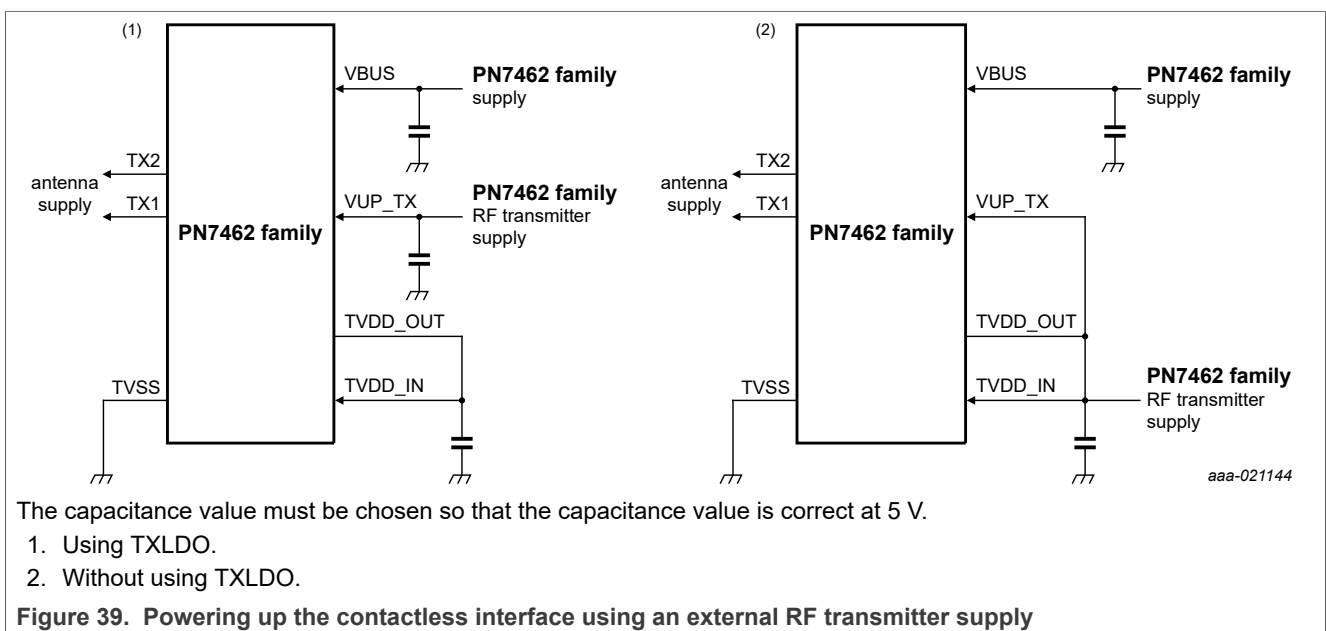 (1)
VBUS
PN7462 family
supply
TX2
antenna
supply
TX1
VUP_TX
PN7462 family
RF transmitter
supply
PN7462 family
TVDD_OUT
TVSS
TVDD_IN
(2)
VBUS
PN7462 family
supply
TX2
antenna
supply
TX1
VUP_TX
PN7462 family
TVDD_OUT
TVSS
TVDD_IN
PN7462 family
RF transmitter
supply
aaa-021144
The capacitance value must be chosen so that the capacitance value is correct at 5 V.
1. Using TXLDO.
2. Without using TXLDO.
Figure 39. Powering up the contactless interface using an external RF transmitter supply